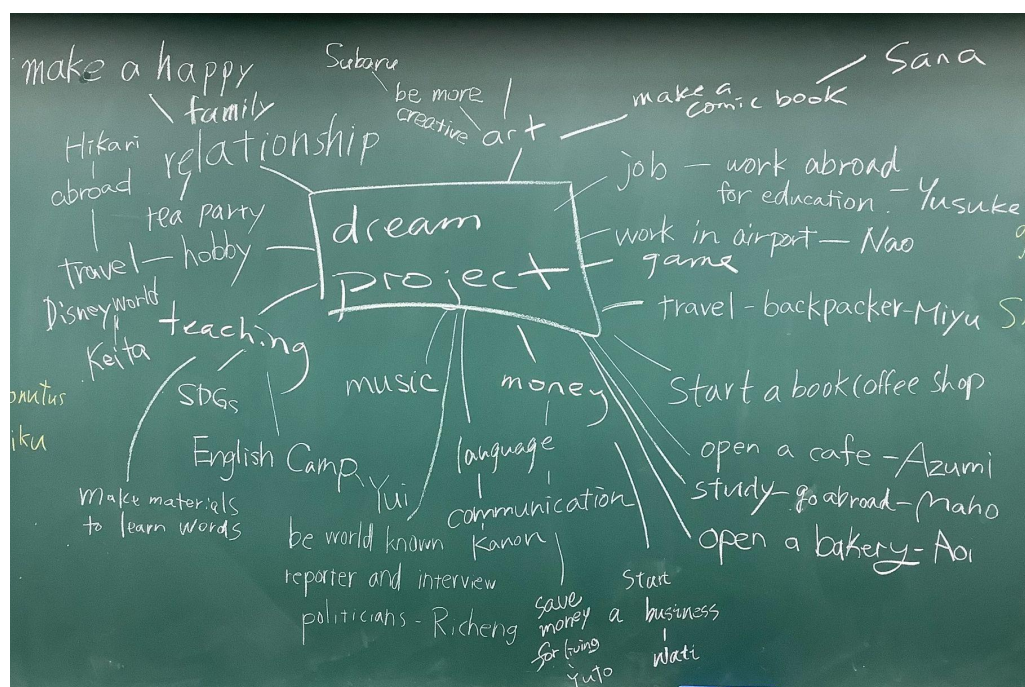 make a happy
family
Subaru
be more
creative
art
make a
comic book
Sana
Hikari
abroad
relationship
tea party
travel - hobby
Disneyworld
Keita
dream
project
job - work abroad
for education - Yusuke
work in airport - Nao
game
travel - backpacker - Miyu
teaching
SDGs
English Camp
Make materials
to learn words
music
money
language
communication
Kanon
Yui
be world known
reporter and interview
politicians - Richeng
save
money
for living
Yuto
Start
a business
Wati
Start a book coffee shop
open a cafe - Azumi
study - go abroad - Maho
open a bakery - Aoi
iku